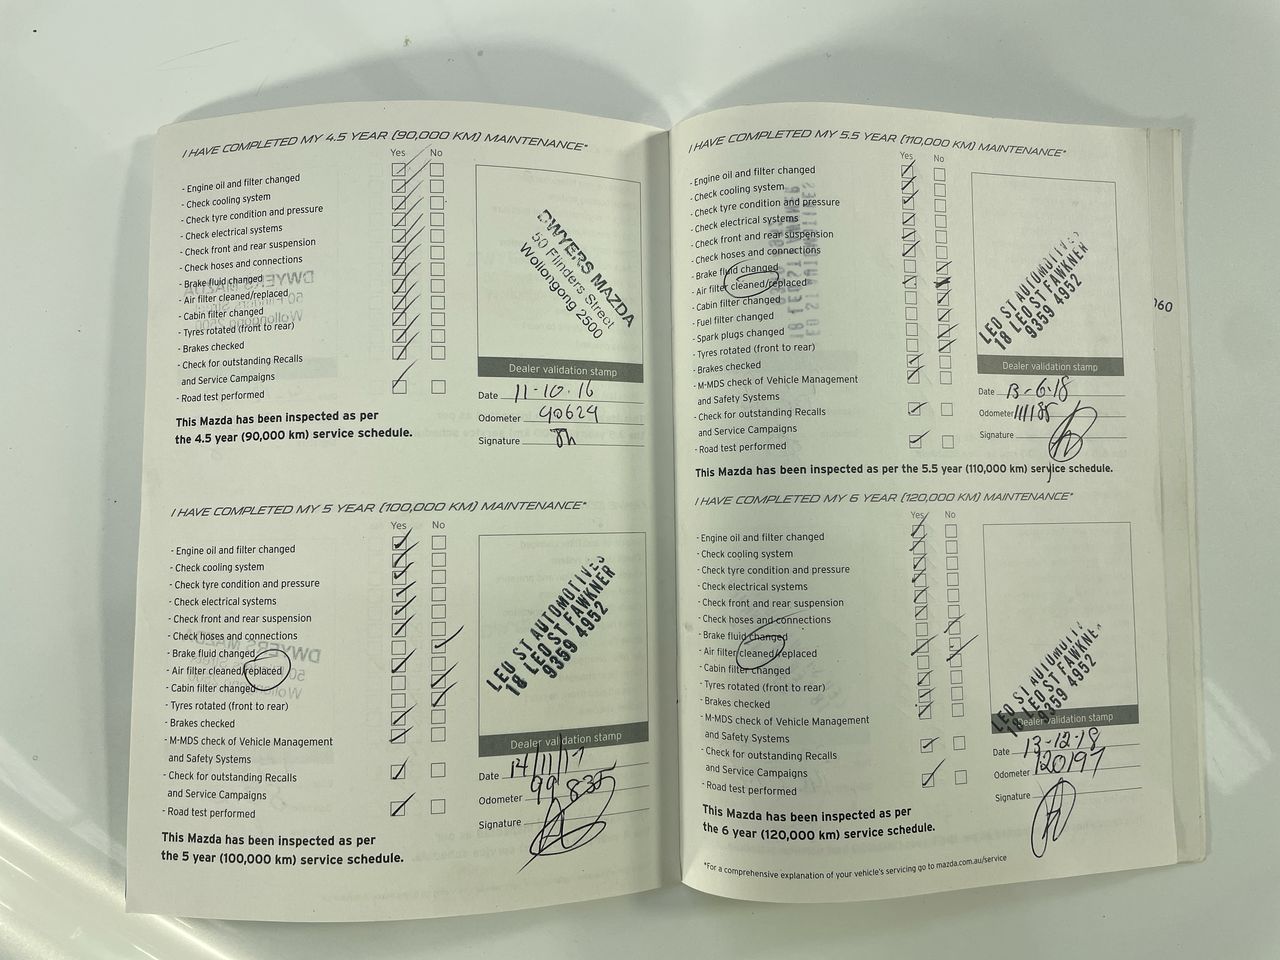 I HAVE COMPLETED MY 4.5 YEAR (90,000 KM) MAINTENANCE*
Yes No
- Engine oil and filter changed
- Check cooling system
- Check tyre condition and pressure
- Check electrical systems
- Check front and rear suspension
- Check hoses and connections
- Brake fluid changed
- Air filter cleaned/replaced
- Cabin filter changed
- Tyres rotated (front to rear)
- Brakes checked
- Check for outstanding Recalls
and Service Campaigns
- Road test performed
This Mazda has been inspected as per
the 4.5 year (90,000 km) service schedule.
DWYERS MAZDA
50 Flinders Street
Wollongong 2500
Dealer validation stamp
Date 11-10.16
Odometer 90629
Signature
I HAVE COMPLETED MY 5 YEAR (100,000 KM) MAINTENANCE*
Yes No
- Engine oil and filter changed
- Check cooling system
- Check tyre condition and pressure
- Check electrical systems
- Check front and rear suspension
- Check hoses and connections
- Brake fluid changed
- Air filter cleaned/replaced
- Cabin filter changed
- Tyres rotated (front to rear)
- Brakes checked
- M-MDS check of Vehicle Management
and Safety Systems
- Check for outstanding Recalls
and Service Campaigns
- Road test performed
This Mazda has been inspected as per
the 5 year (100,000 km) service schedule.
LEO ST AUTOMOTIVES
18 LEO ST FAWKNER
9359 4952
Dealer validation stamp
Date 14/11/17
Odometer 99 835
Signature
I HAVE COMPLETED MY 5.5 YEAR (110,000 KM) MAINTENANCE*
Yes No
- Engine oil and filter changed
- Check cooling system
- Check tyre condition and pressure
- Check electrical systems
- Check front and rear suspension
- Check hoses and connections
- Brake fluid changed
- Air filter cleaned/replaced
- Cabin filter changed
- Fuel filter changed
- Spark plugs changed
- Tyres rotated (front to rear)
- Brakes checked
- M-MDS check of Vehicle Management
and Safety Systems
- Check for outstanding Recalls
and Service Campaigns
- Road test performed
This Mazda has been inspected as per the 5.5 year (110,000 km) service schedule.
LEO ST AUTOMOTIVES
18 LEO ST FAWKNER
9359 4952
Dealer validation stamp
Date 13-6-18
Odometer 111185
Signature
I HAVE COMPLETED MY 6 YEAR (120,000 KM) MAINTENANCE*
Yes No
- Engine oil and filter changed
- Check cooling system
- Check tyre condition and pressure
- Check electrical systems
- Check front and rear suspension
- Check hoses and connections
- Brake fluid changed
- Air filter cleaned/replaced
- Cabin filter changed
- Tyres rotated (front to rear)
- Brakes checked
- M-MDS check of Vehicle Management
and Safety Systems
- Check for outstanding Recalls
and Service Campaigns
- Road test performed
This Mazda has been inspected as per
the 6 year (120,000 km) service schedule.
LEO ST AUTOMOTIVES
18 LEO ST FAWKNER
9359 4952
Dealer validation stamp
Date 13-12-18
Odometer 120197
Signature
*For a comprehensive explanation of your vehicle's servicing go to mazda.com.au/service